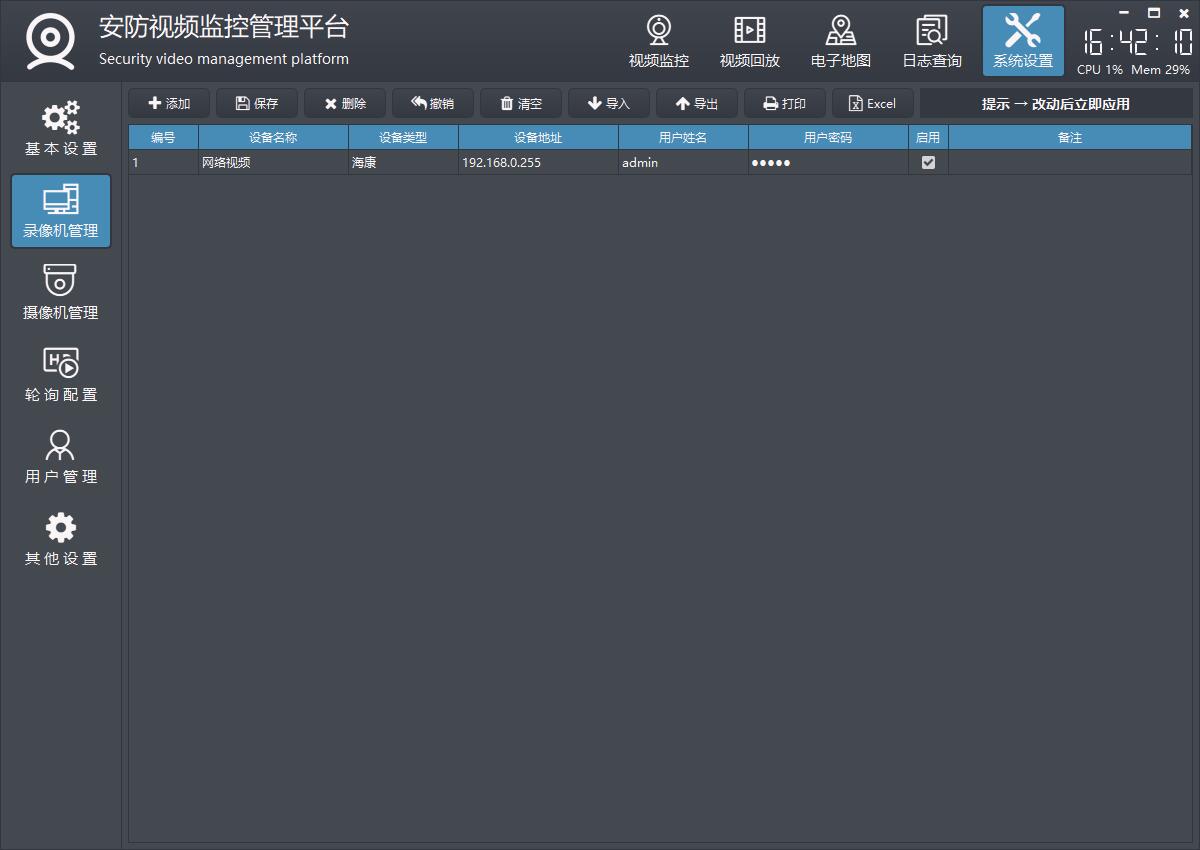 安防视频监控管理平台
Security video management platform
视频监控 视频回放 电子地图 日志查询 系统设置
16:42:10
CPU 1% Mem 29%
基本设置
录像机管理
摄像机管理
轮询配置
用户管理
其他设置
添加 保存 删除 撤销 清空 导入 导出 打印 Excel 提示 → 改动后立即应用
编号 设备名称 设备类型 设备地址 用户姓名 用户密码 启用 备注
1 网络视频 海康 192.168.0.255 admin ●●●●●